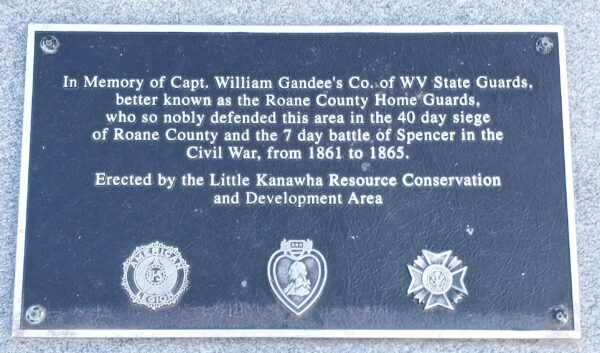 In Memory of Capt. William Gandee's Co. of WV State Guards,
better known as the Roane County Home Guards,
who so nobly defended this area in the 40 day siege
of Roane County and the 7 day battle of Spencer in the
Civil War, from 1861 to 1865.
Erected by the Little Kanawha Resource Conservation
and Development Area
AMERICAN
US
LEGION